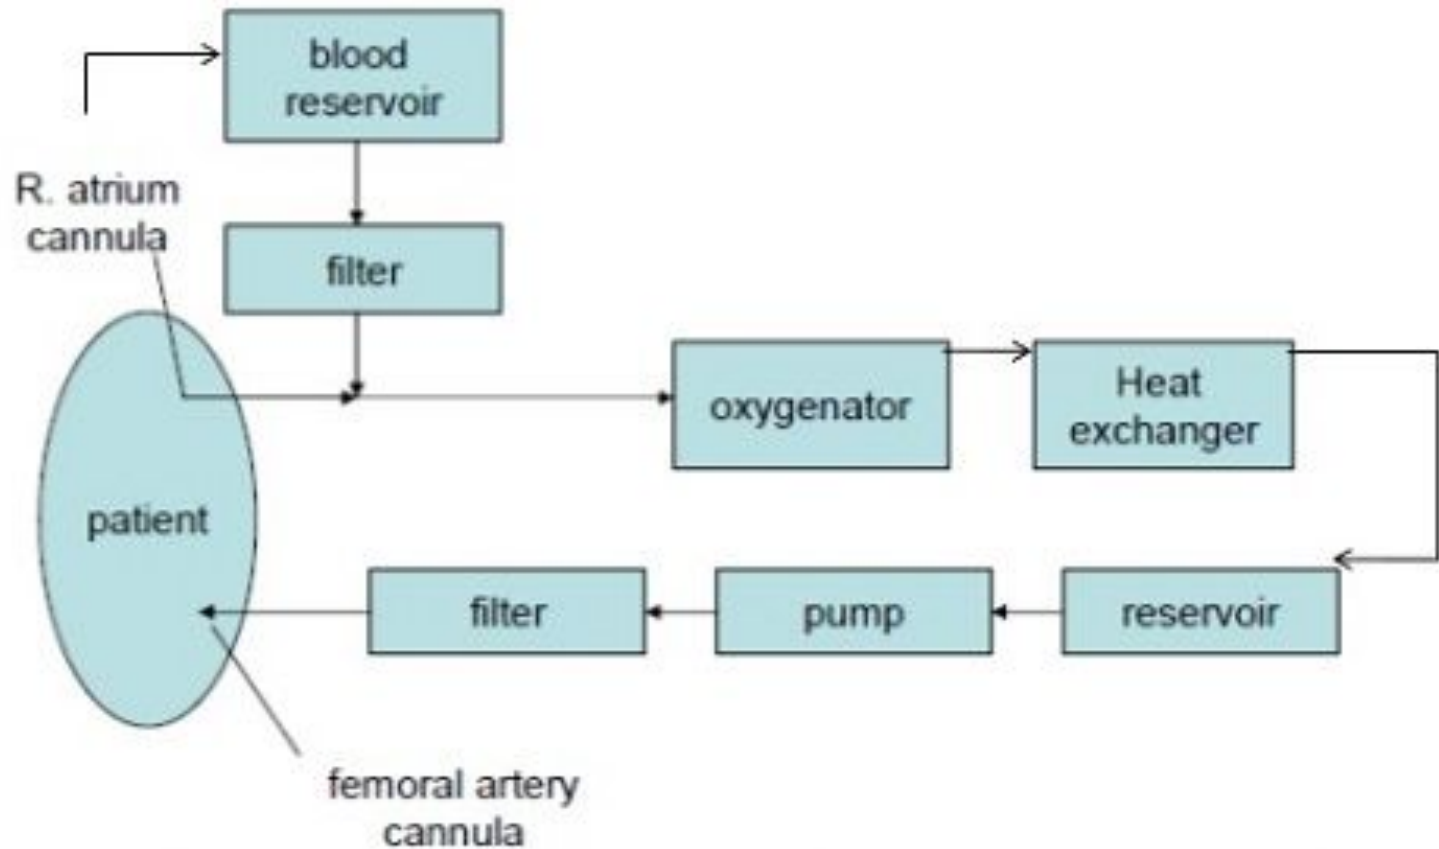 blood
reservoir
R. atrium
cannula
filter
oxygenator
Heat
exchanger
patient
filter
pump
reservoir
femoral artery
cannula